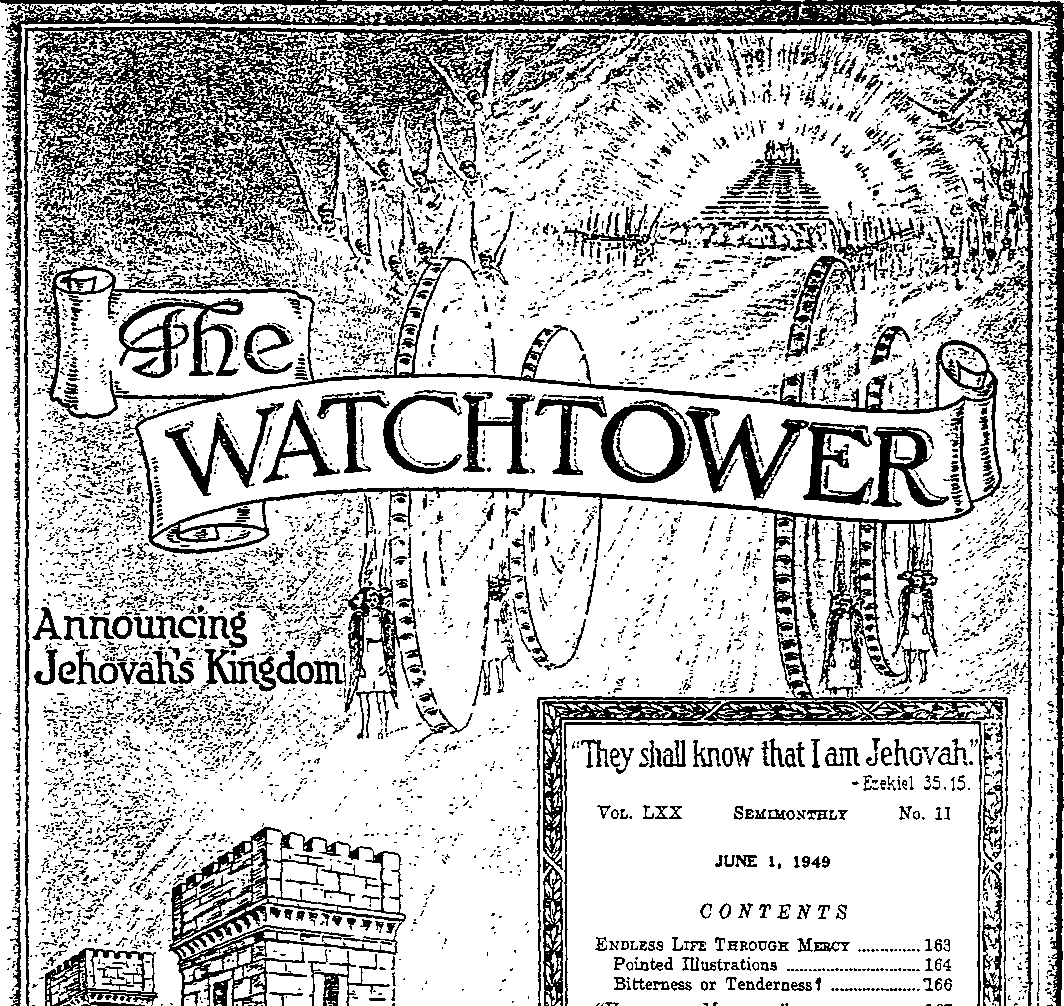 The
WATCHTOWER
Announcing
Jehovah's Kingdom
"They shall know that I am Jehovah."
- Ezekiel 35.15.
VOL. LXX SEMIMONTHLY No. 11
JUNE 1, 1949
CONTENTS
ENDLESS LIFE THROUGH MERCY .............. 163
Pointed Illustrations .............................. 164
Bitterness or Tenderness? ...................... 166